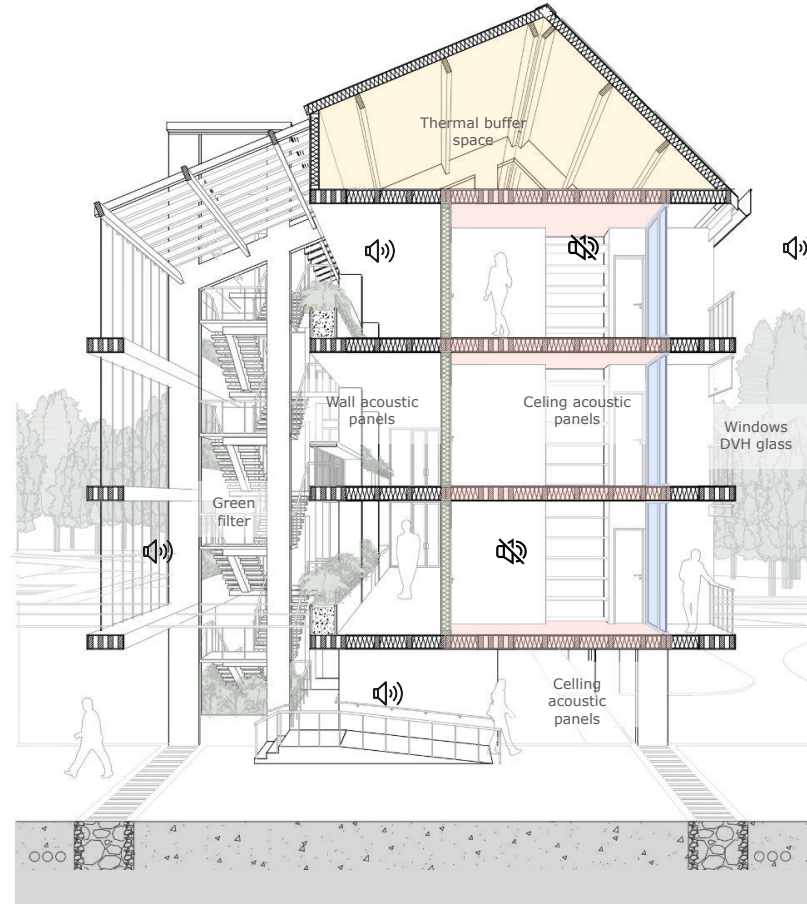 Thermal buffer
space
Wall acoustic
panels
Celing acoustic
panels
Windows
DVH glass
Green
filter
Celling
acoustic
panels